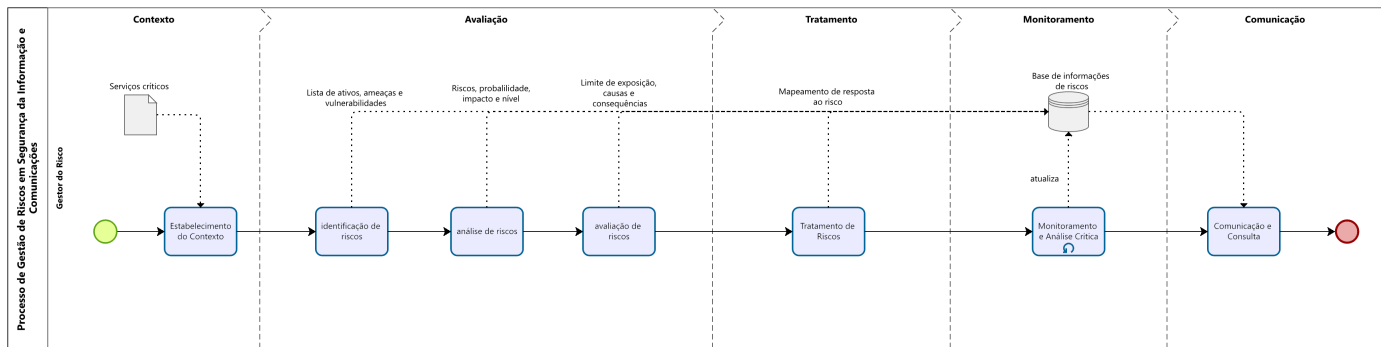 Processo de Gestão de Riscos em Segurança da Informação e
Comunicações
Gestor do Risco
Contexto
Avaliação
Tratamento
Monitoramento
Comunicação
Serviços críticos
Lista de ativos, ameaças e
vulnerabilidades
Riscos, probalilidade,
impacto e nível
Limite de exposição,
causas e
consequências
Mapeamento de resposta
ao risco
Base de informações
de riscos
atualiza
Estabelecimento
do Contexto
identificação de
riscos
análise de riscos
avaliação de
riscos
Tratamento de
Riscos
Monitoramento
e Análise Critica
Comunicação e
Consulta